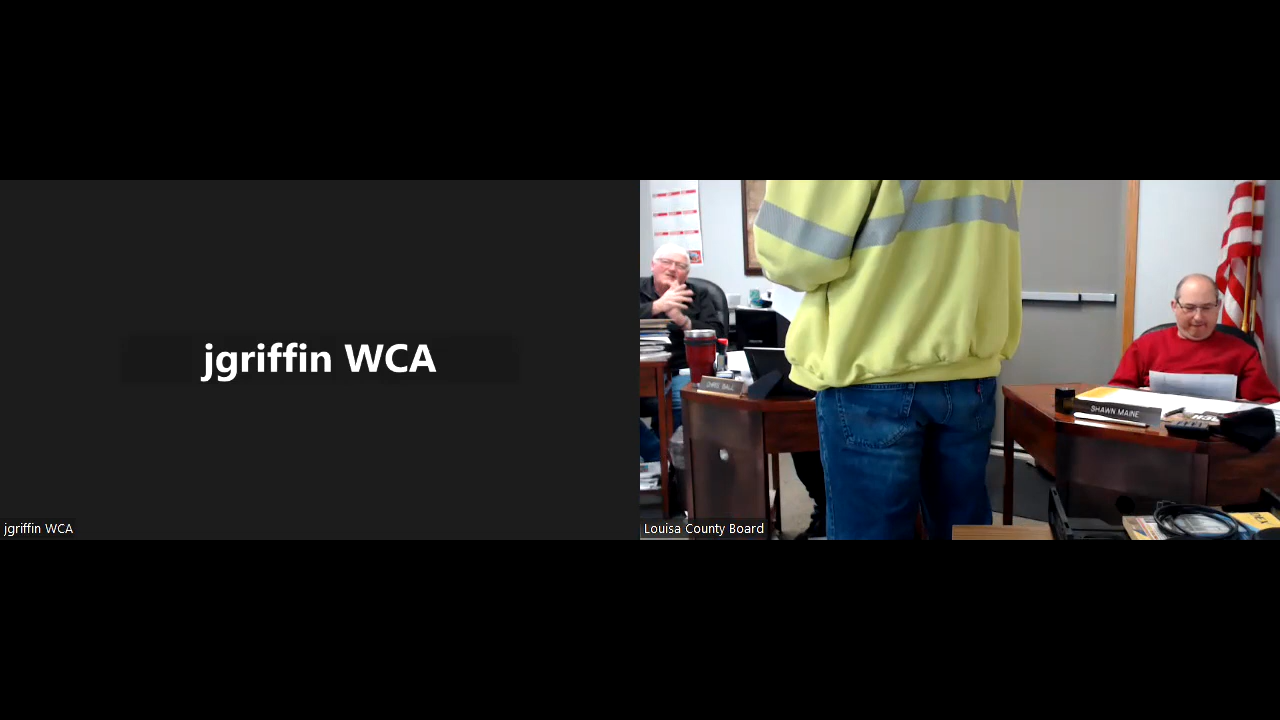 jgriffin WCA
jgriffin WCA
CHRIS BALL
SHAWN MAINE
Louisa County Board